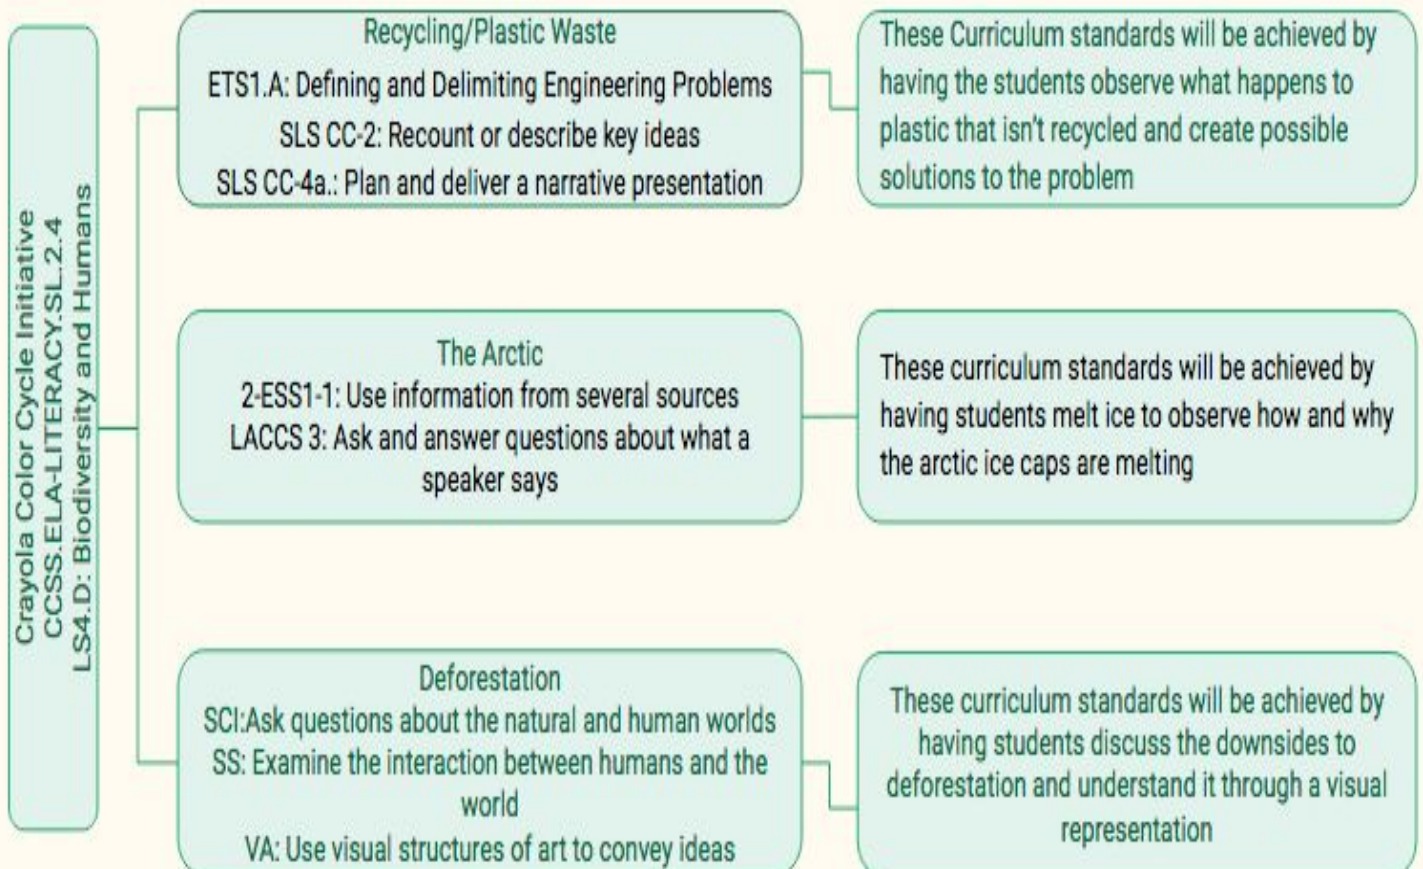 Crayola Color Cycle Initiative
CCSS.ELA-LITERACY.SL.2.4
LS4.D: Biodiversity and Humans
Recycling/Plastic Waste
ETS1.A: Defining and Delimiting Engineering Problems
SLS CC-2: Recount or describe key ideas
SLS CC-4a.: Plan and deliver a narrative presentation
These Curriculum standards will be achieved by
having the students observe what happens to
plastic that isn't recycled and create possible
solutions to the problem
The Arctic
2-ESS1-1: Use information from several sources
LACCS 3: Ask and answer questions about what a
speaker says
These curriculum standards will be achieved by
having students melt ice to observe how and why
the arctic ice caps are melting
Deforestation
SCI:Ask questions about the natural and human worlds
SS: Examine the interaction between humans and the
world
VA: Use visual structures of art to convey ideas
These curriculum standards will be achieved by
having students discuss the downsides to
deforestation and understand it through a visual
representation